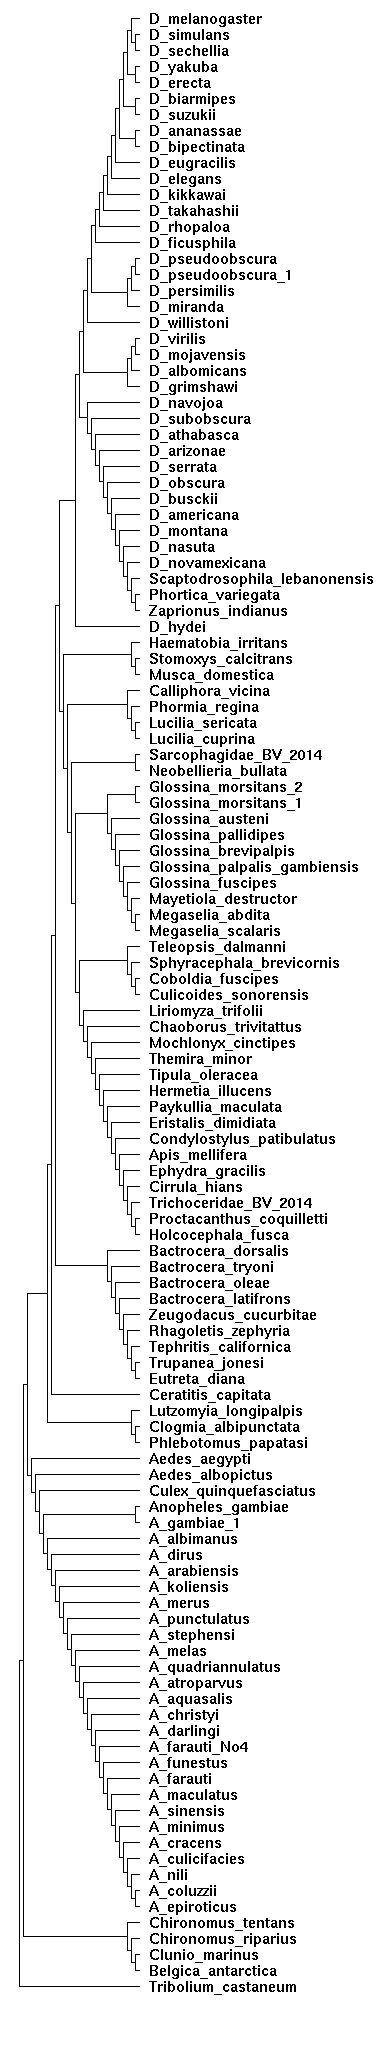 D_melanogaster
D_simulans
D_sechellia
D_yakuba
D_erecta
D_biarmipes
D_suzukii
D_ananassae
D_bipectinata
D_eugracilis
D_elegans
D_kikkawai
D_takahashii
D_rhopaloa
D_ficusphila
D_pseudoobscura
D_pseudoobscura_1
D_persimilis
D_miranda
D_willistoni
D_virilis
D_mojavensis
D_albomicans
D_grimshawi
D_navojoa
D_subobscura
D_athabasca
D_arizonae
D_serrata
D_obscura
D_busckii
D_americana
D_montana
D_nasuta
D_novamexicana
Scaptodrosophila_lebanonensis
Phortica_variegata
Zaprionus_indianus
D_hydei
Haematobia_irritans
Stomoxys_calcitrans
Musca_domestica
Calliphora_vicina
Phormia_regina
Lucilia_sericata
Lucilia_cuprina
Sarcophagidae_BV_2014
Neobellieria_bullata
Glossina_morsitans_2
Glossina_morsitans_1
Glossina_austeni
Glossina_pallidipes
Glossina_brevipalpis
Glossina_palpalis_gambiensis
Glossina_fuscipes
Mayetiola_destructor
Megaselia_abdita
Megaselia_scalaris
Teleopsis_dalmanni
Sphyracephala_brevicornis
Coboldia_fuscipes
Culicoides_sonorensis
Liriomyza_trifolii
Chaoborus_trivitattus
Mochlonyx_cinctipes
Themira_minor
Tipula_oleracea
Hermetia_illucens
Paykullia_maculata
Eristalis_dimidiata
Condylostylus_patibulatus
Apis_mellifera
Ephydra_gracilis
Cirrula_hians
Trichoceridae_BV_2014
Proctacanthus_coquilletti
Holcocephala_fusca
Bactrocera_dorsalis
Bactrocera_tryoni
Bactrocera_oleae
Bactrocera_latifrons
Zeugodacus_cucurbitae
Rhagoletis_zephyria
Tephritis_californica
Trupanea_jonesi
Eutreta_diana
Ceratitis_capitata
Lutzomyia_longipalpis
Clogmia_albipunctata
Phlebotomus_papatasi
Aedes_aegypti
Aedes_albopictus
Culex_quinquefasciatus
Anopheles_gambiae
A_gambiae_1
A_albimanus
A_dirus
A_arabiensis
A_koliensis
A_merus
A_punctulatus
A_stephensi
A_melas
A_quadriannulatus
A_atroparvus
A_aquasalis
A_christyi
A_darlingi
A_farauti_No4
A_funestus
A_farauti
A_maculatus
A_sinensis
A_minimus
A_cracens
A_culicifacies
A_nili
A_coluzzii
A_epiroticus
Chironomus_tentans
Chironomus_riparius
Clunio_marinus
Belgica_antarctica
Tribolium_castaneum